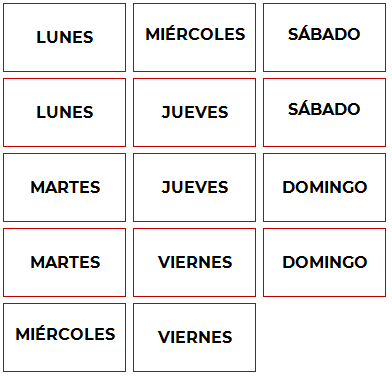 LUNES MIÉRCOLES SÁBADO
LUNES JUEVES SÁBADO
MARTES JUEVES DOMINGO
MARTES VIERNES DOMINGO
MIÉRCOLES VIERNES